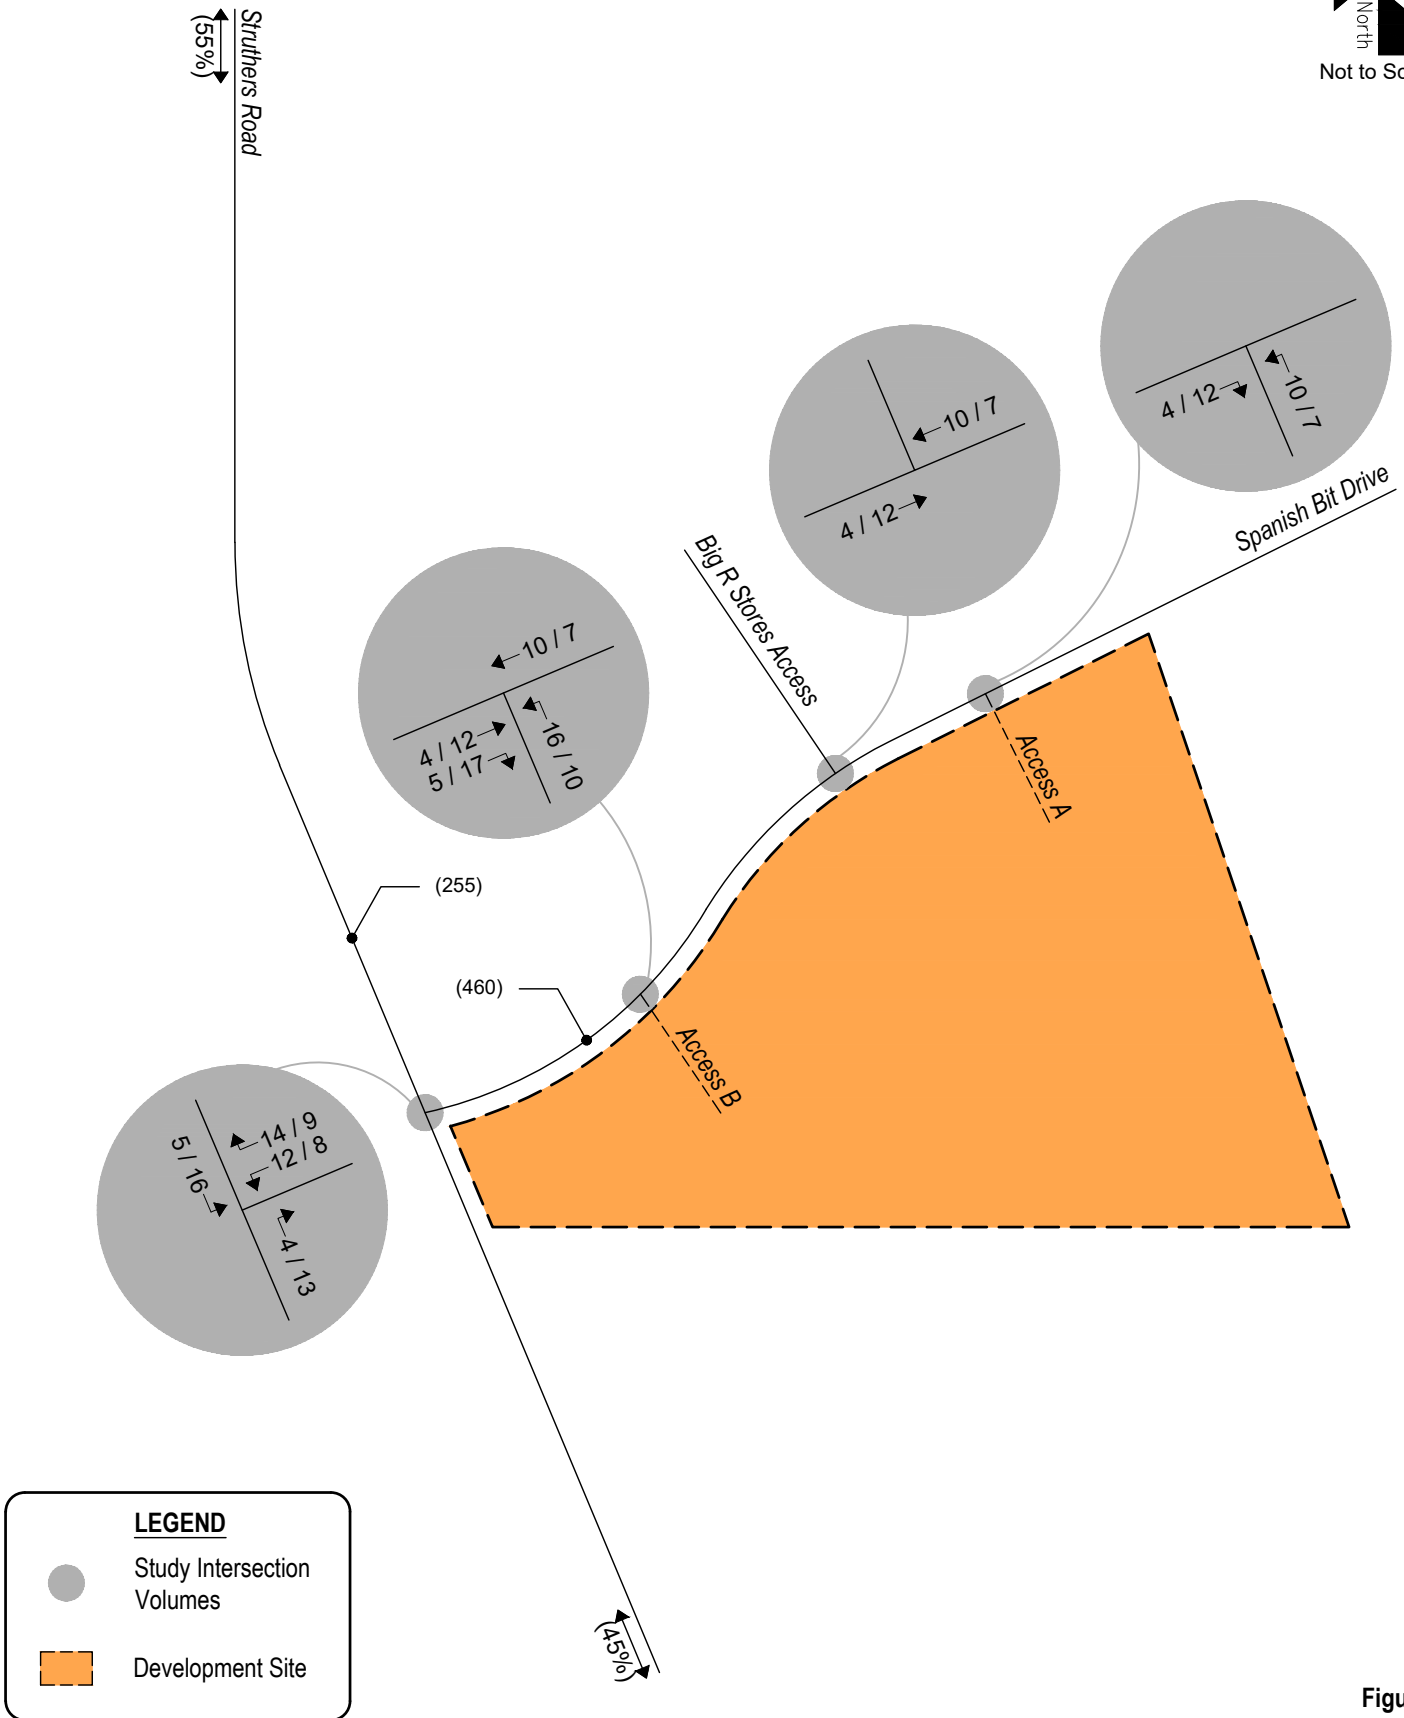 Struthers Road
(55%)
North
Not to Sc
10 / 7
4 / 12
10 / 7
4 / 12
Spanish Bit Drive
Big R Stores Access
10 / 7
4 / 12
5 / 17
16 / 10
Access A
(255)
(460)
Access B
14 / 9
12 / 8
5 / 16
4 / 13
LEGEND
Study Intersection
Volumes
Development Site
(45%)
Figu